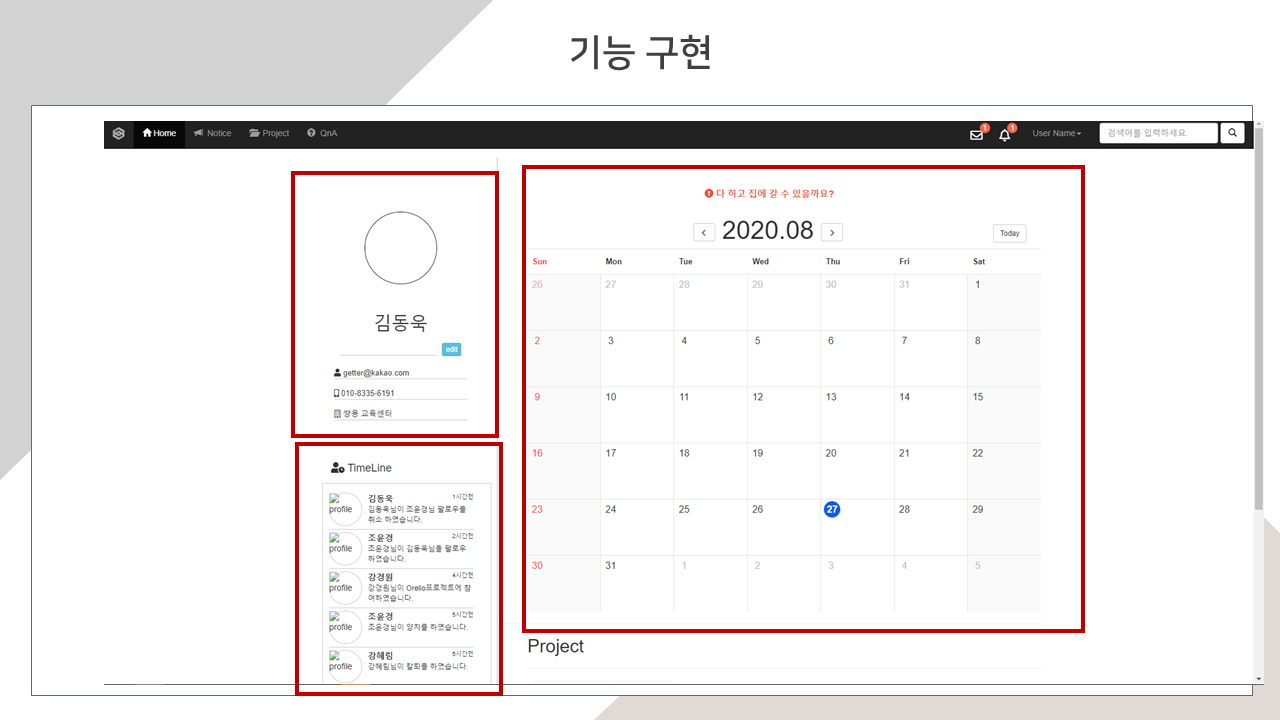 기능 구현
Home Notice Project QnA 1 1 User Name 검색어를 입력하세요.
김동욱
edit
getter@kakao.com
010-8335-6191
쌍용 교육센터
TimeLine
profile 김동욱 1시간전
김동욱님이 조윤경님 팔로우를
취소 하였습니다.
profile 조윤경 2시간전
조윤경님이 김동욱님을 팔로우
하였습니다.
profile 강경원 4시간전
강경원님이 Orello프로젝트에 참
여하였습니다.
profile 조윤경 5시간전
조윤경님이 양지를 하였습니다.
profile 강혜림 5시간전
강혜림님이 탈퇴를 하였습니다.
다 하고 집에 갈 수 있을까요?
< 2020.08 > Today
Sun Mon Tue Wed Thu Fri Sat
26 27 28 29 30 31 1
2 3 4 5 6 7 8
9 10 11 12 13 14 15
16 17 18 19 20 21 22
23 24 25 26 27 28 29
30 31 1 2 3 4 5
Project